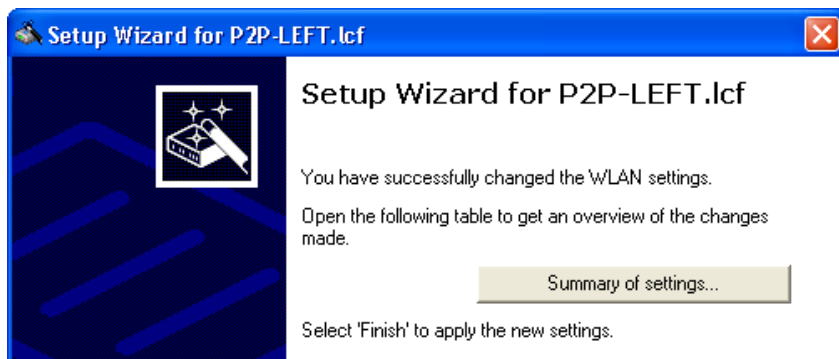 Setup Wizard for P2P-LEFT.lcf
Setup Wizard for P2P-LEFT.lcf
You have successfully changed the WLAN settings.
Open the following table to get an overview of the changes
made.
Summary of settings...
Select 'Finish' to apply the new settings.